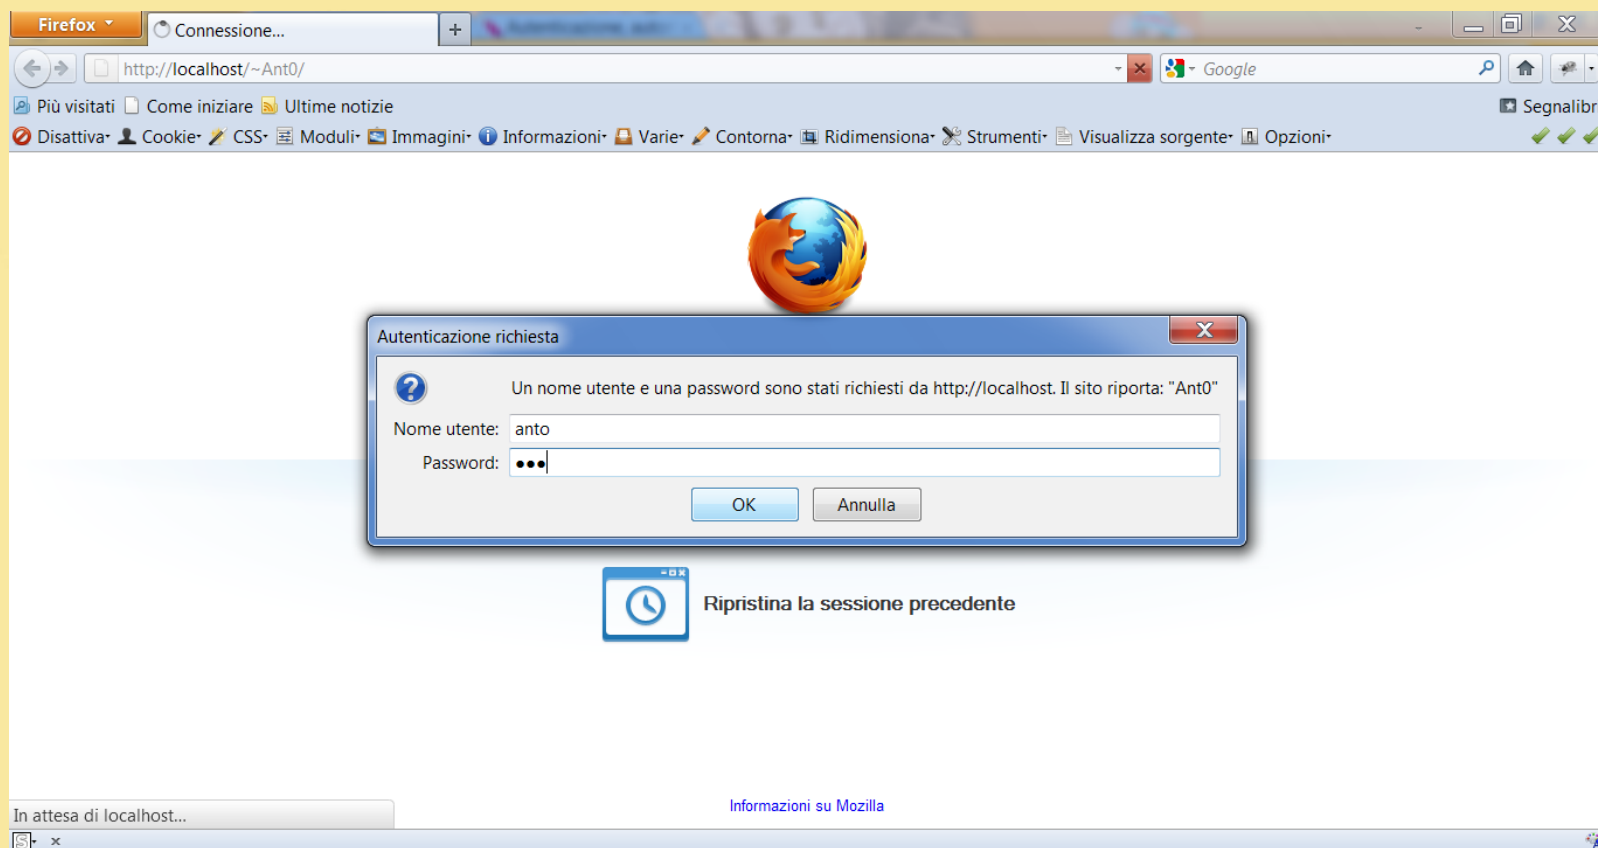 Firefox
Connessione...
http://localhost/~Ant0/
Google
Più visitati Come iniziare Ultime notizie
Segnalibr
Disattiva Cookie CSS Moduli Immagini Informazioni Varie Contorna Ridimensiona Strumenti Visualizza sorgente Opzioni
Autenticazione richiesta
Un nome utente e una password sono stati richiesti da http://localhost. Il sito riporta: "Ant0"
Nome utente: anto
Password: ●●●
OK Annulla
Ripristina la sessione precedente
Informazioni su Mozilla
In attesa di localhost...